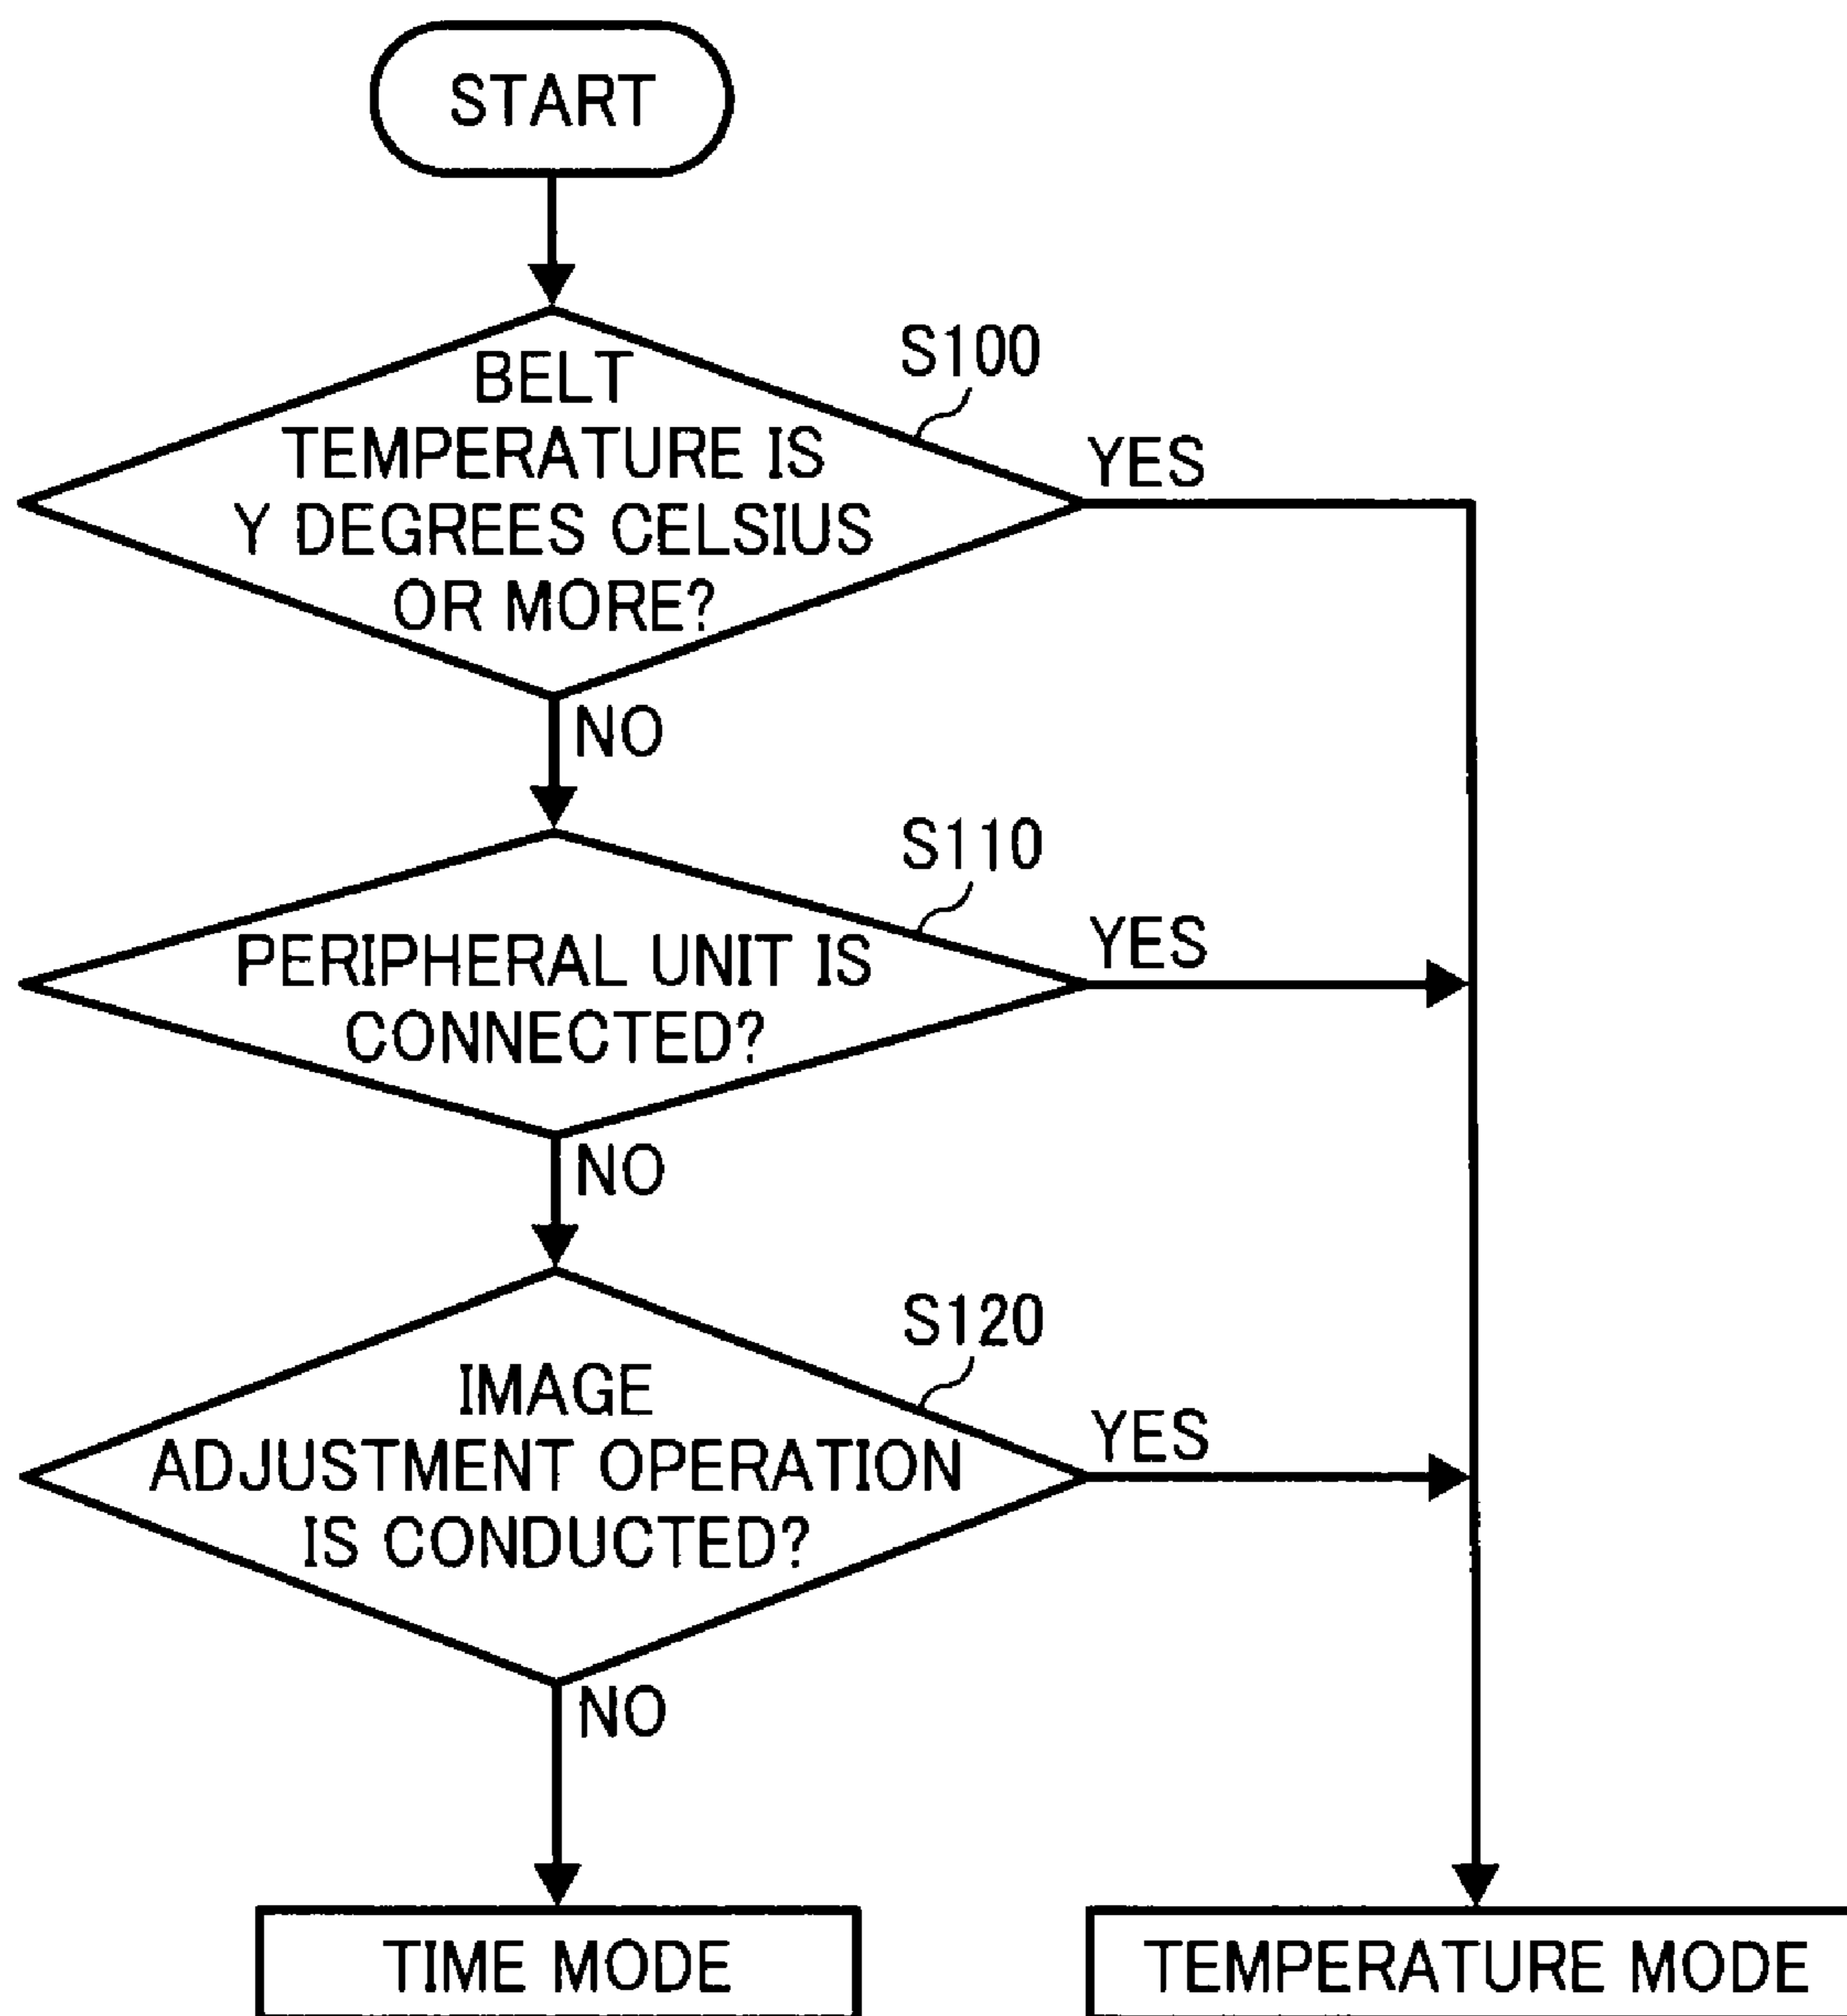 START
S100
BELT
TEMPERATURE IS
Y DEGREES CELSIUS
OR MORE?
YES
NO
S110
PERIPHERAL UNIT IS
CONNECTED?
YES
NO
S120
IMAGE
ADJUSTMENT OPERATION
IS CONDUCTED?
YES
NO
TIME MODE
TEMPERATURE MODE